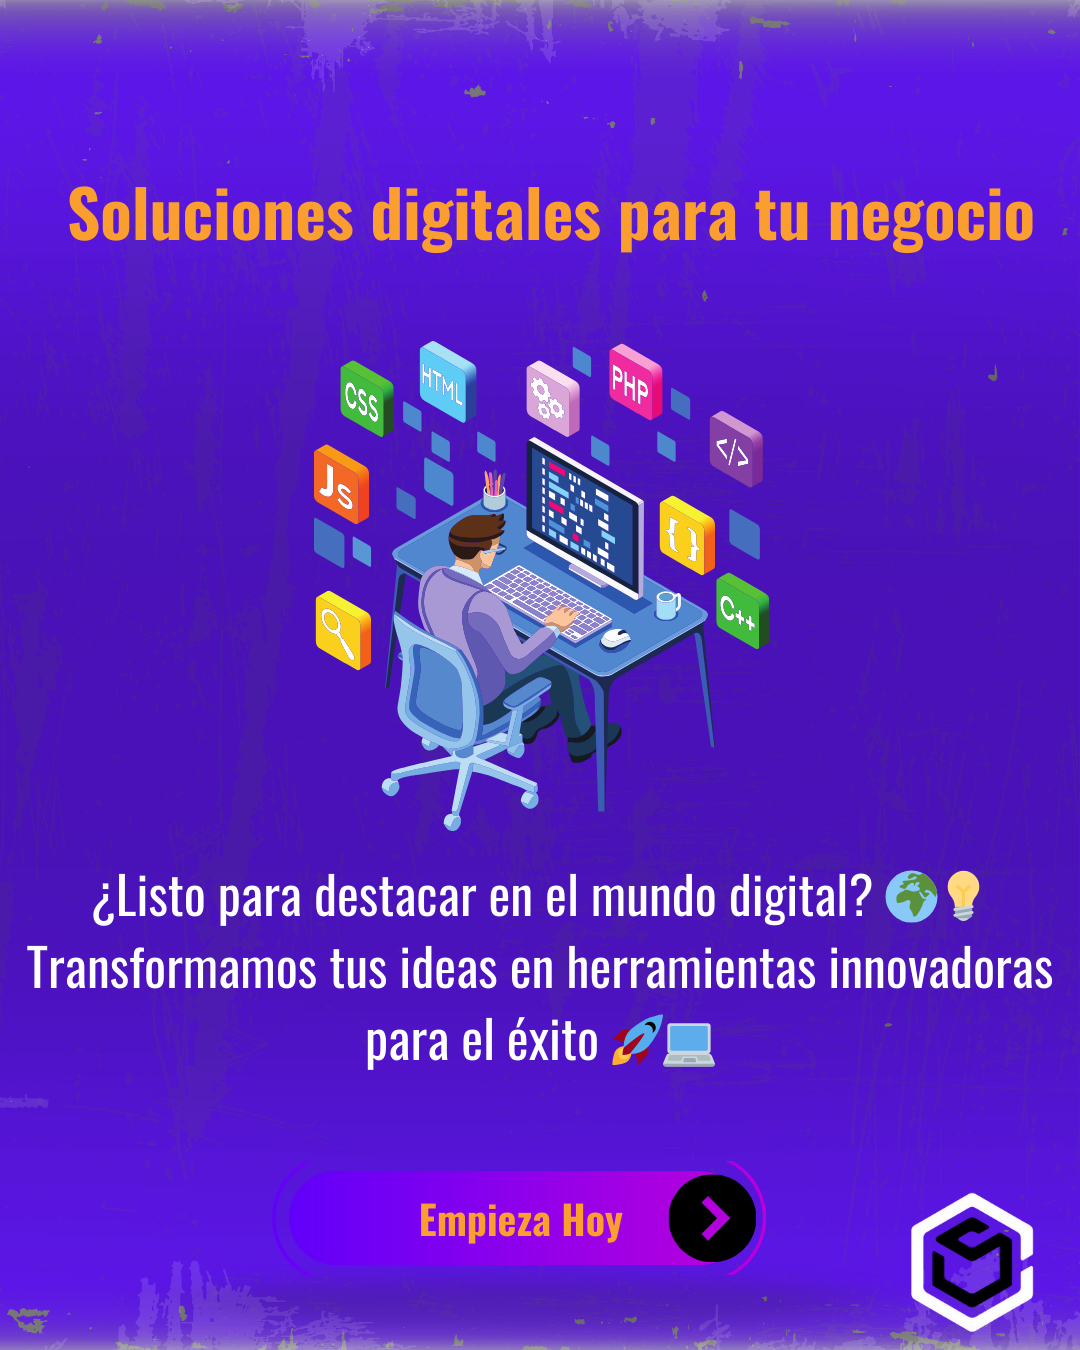 Soluciones digitales para tu negocio
CSS
HTML
PHP
</>
Js
{ }
C++
¿Listo para destacar en el mundo digital? 🌍💡
Transformamos tus ideas en herramientas innovadoras
para el éxito 🚀💻
Empieza Hoy